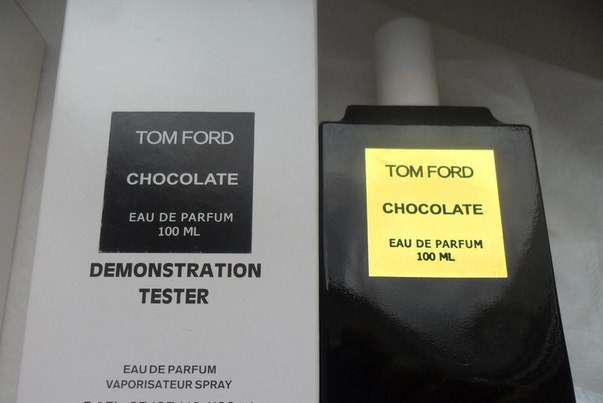 TOM FORD
CHOCOLATE
EAU DE PARFUM
100 ML
DEMONSTRATION
TESTER
EAU DE PARFUM
VAPORISATEUR SPRAY
TOM FORD
CHOCOLATE
EAU DE PARFUM
100 ML